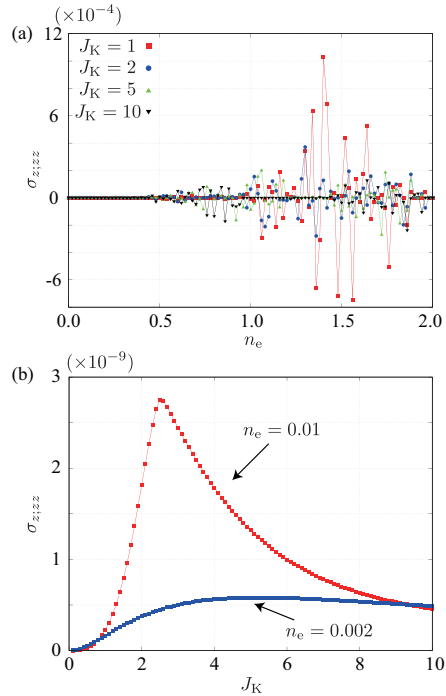 (×10⁻⁴)
(a)
12
J_K = 1
J_K = 2
J_K = 5
J_K = 10
6
σ_{z;zz}
0
-6
0.0 0.5 1.0 1.5 2.0
n_e
(×10⁻⁹)
(b)
3
n_e = 0.01
2
σ_{z;zz}
1
n_e = 0.002
0
0 2 4 6 8 10
J_K